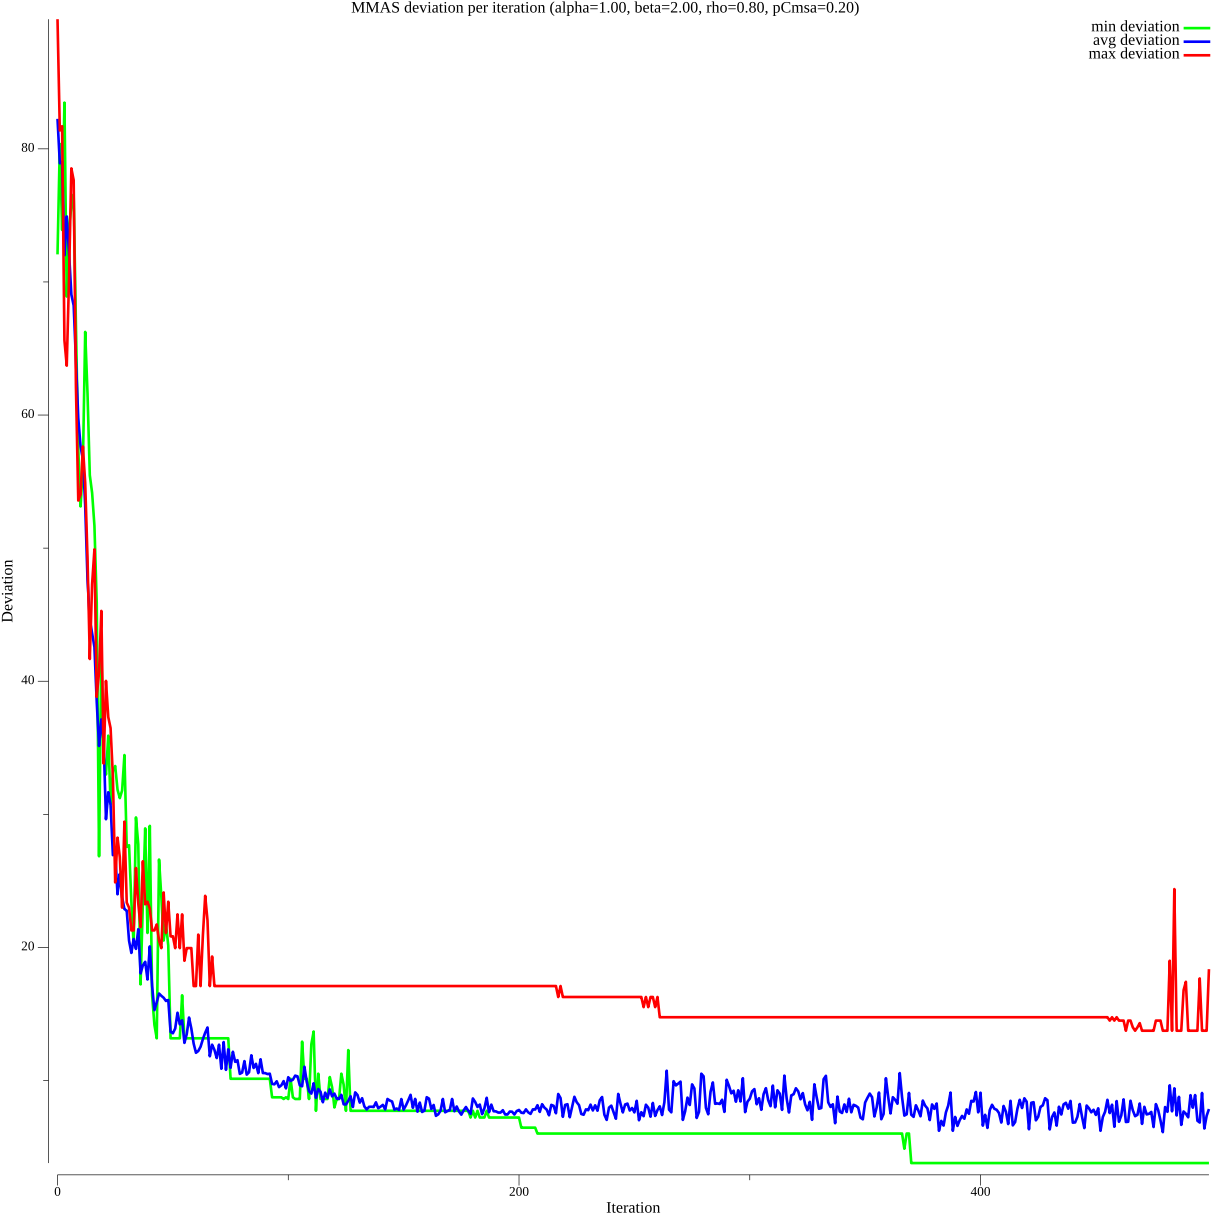 MMAS deviation per iteration (alpha=1.00, beta=2.00, rho=0.80, pCmsa=0.20)
min deviation
avg deviation
max deviation
80
60
40
20
Deviation
0
200
400
Iteration